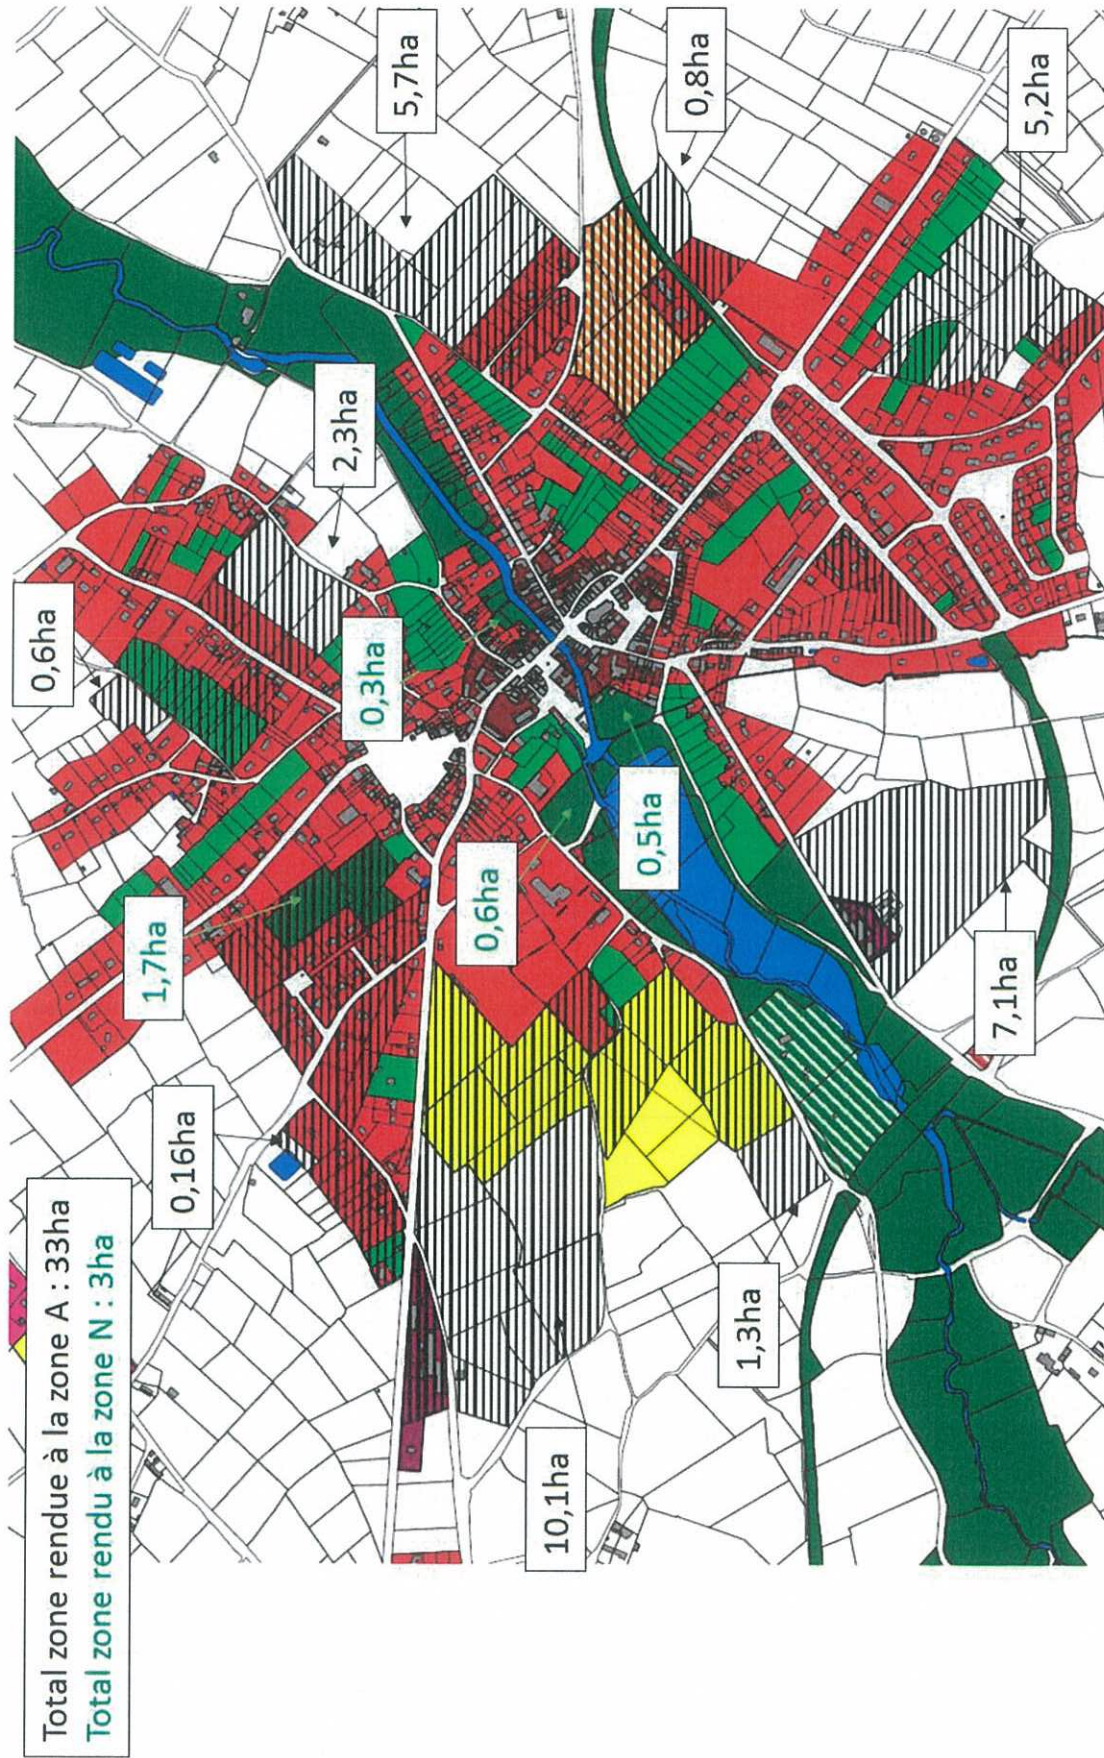 Total zone rendue à la zone A : 33ha
Total zone rendu à la zone N : 3ha
0,16ha
1,7ha
0,6ha
2,3ha
5,7ha
0,3ha
0,8ha
0,6ha
0,5ha
10,1ha
1,3ha
7,1ha
5,2ha